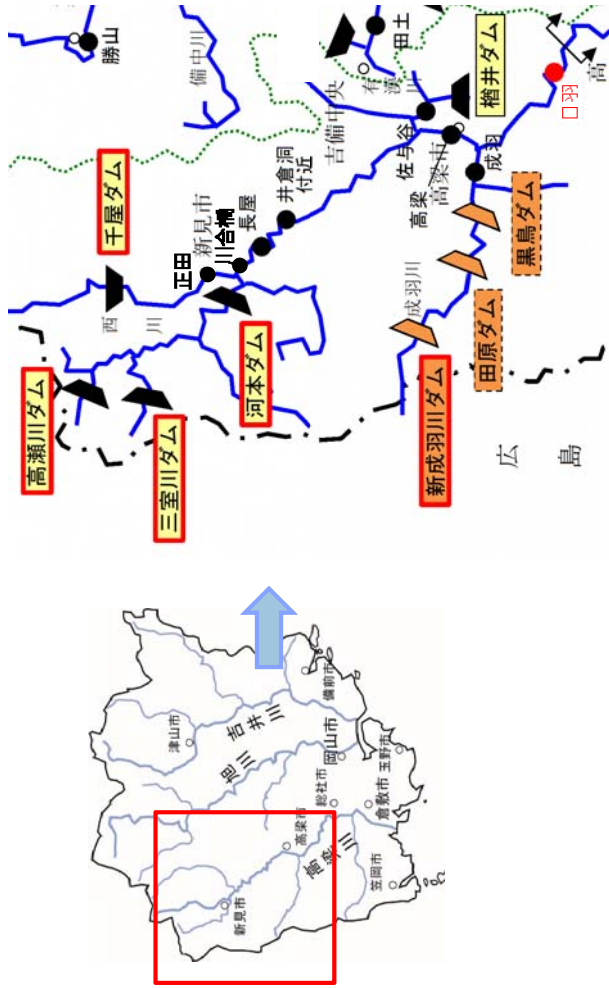 勝山
備中川
田土
有漢川
楢井ダム
千屋ダム
吉備中央
佐与谷
高梁市
高梁
成羽
井倉洞
付近
長屋
川合橋
新見市
正田
西川
高瀬川ダム
三室川ダム
河本ダム
成羽川
黒鳥ダム
田原ダム
新成羽川ダム
広島
高
津山市
吉井川
旭川
備前市
岡山市
総社市
高梁市
倉敷市
玉野市
高梁川
新見市
笠岡市